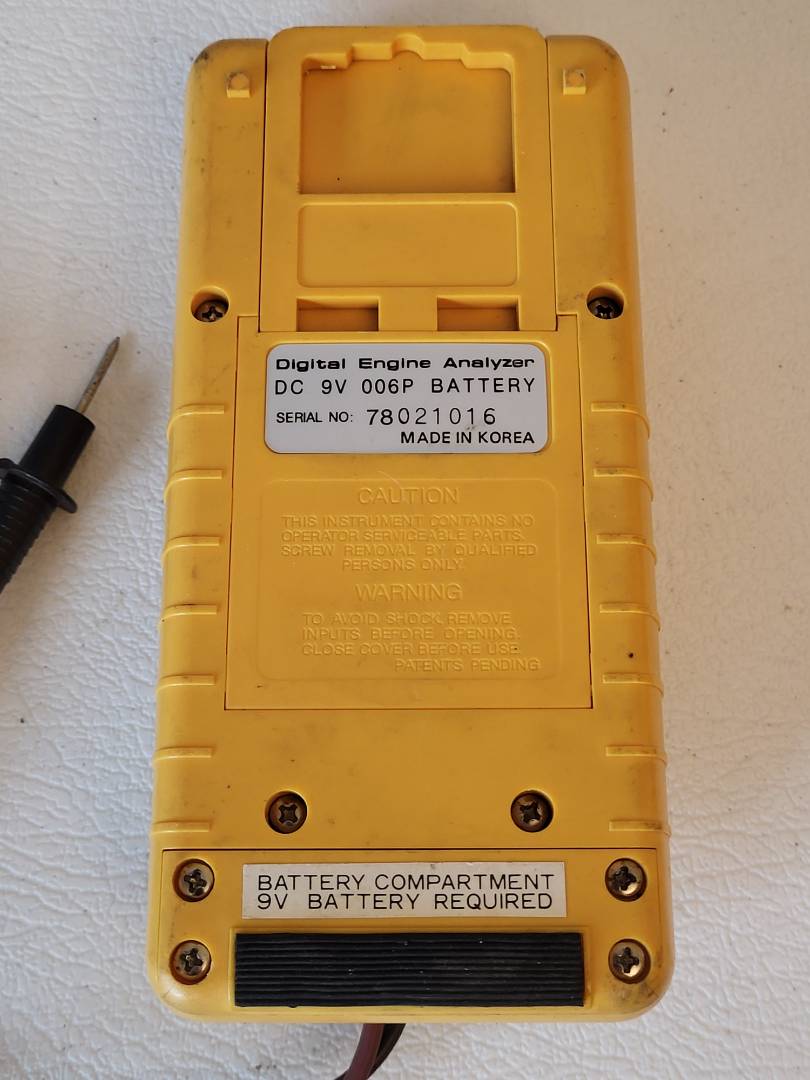 Digital Engine Analyzer
DC 9V 006P BATTERY
SERIAL NO: 78021016
MADE IN KOREA
CAUTION
THIS INSTRUMENT CONTAINS NO
OPERATOR SERVICEABLE PARTS.
SCREW REMOVAL BY QUALIFIED
PERSONS ONLY.
WARNING
TO AVOID SHOCK, REMOVE
INPUTS BEFORE OPENING.
CLOSE COVER BEFORE USE.
PATENTS PENDING
BATTERY COMPARTMENT
9V BATTERY REQUIRED